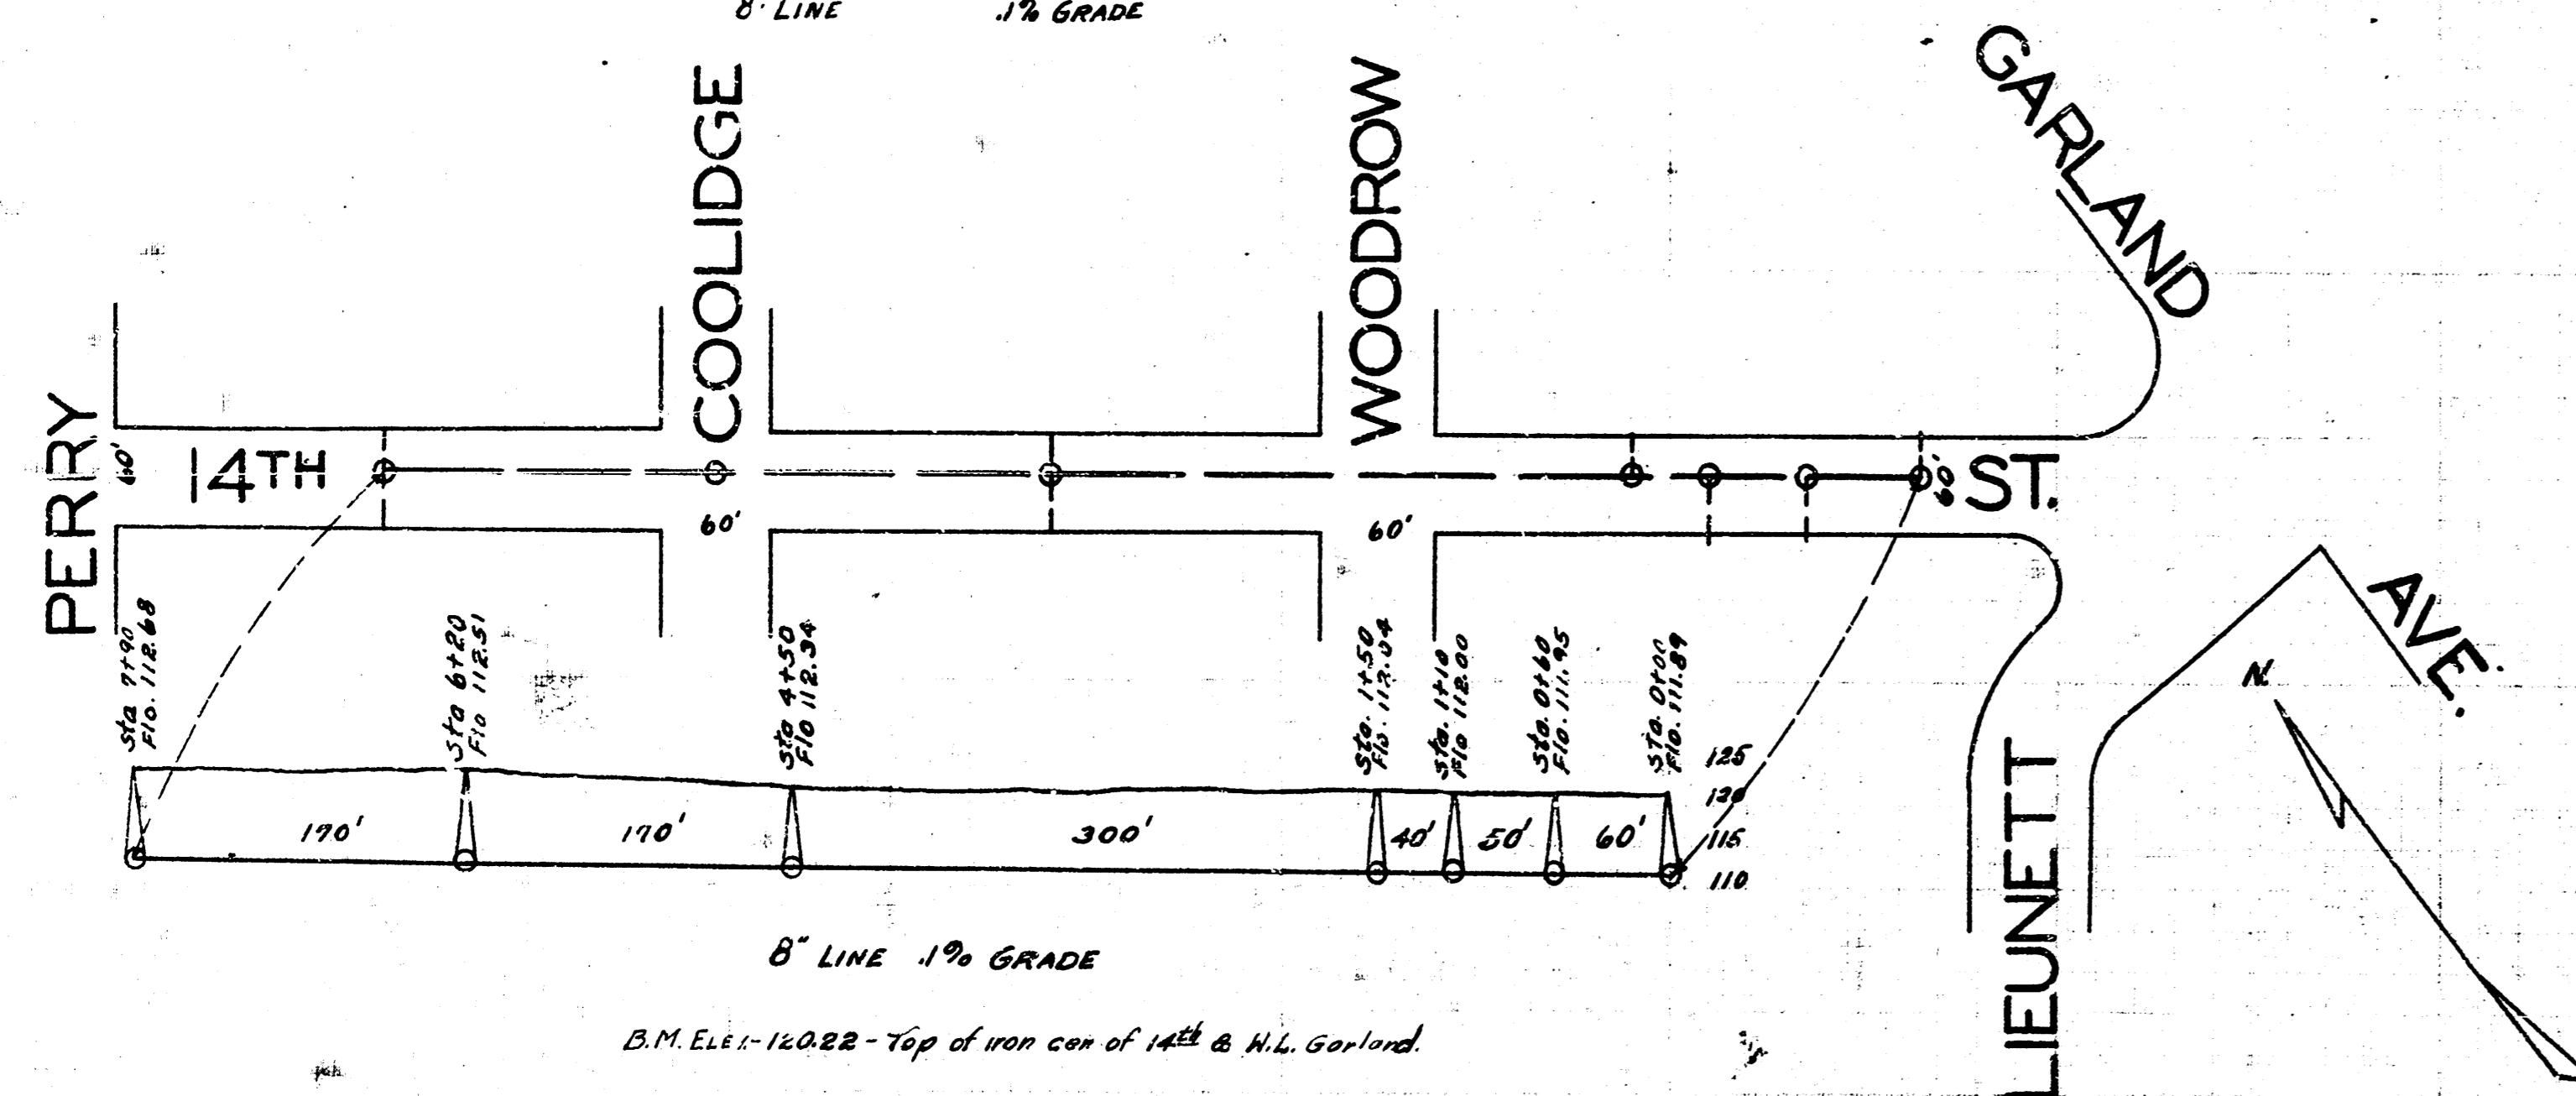 8" LINE .1% GRADE
GARLAND
COOLIDGE
WOODROW
PERRY
60'
14TH
60'
60'
60'
ST.
AVE.
N.
Sta 7+90
Flo. 112.68
Sta 6+20
Flo 112.51
Sta 4+50
Flo 112.34
Sta. 1+50
Flo. 112.04
Sta. 1+10
Flo 112.00
Sta. 0+60
Flo. 111.95
Sta. 0+00
Flo. 111.89
125
120
115
110
170'
170'
300'
40'
50'
60'
LIEUNETT
8" LINE .1% GRADE
B.M. ELEV.-120.22 - Top of iron cen of 14th & W.L. Garland.